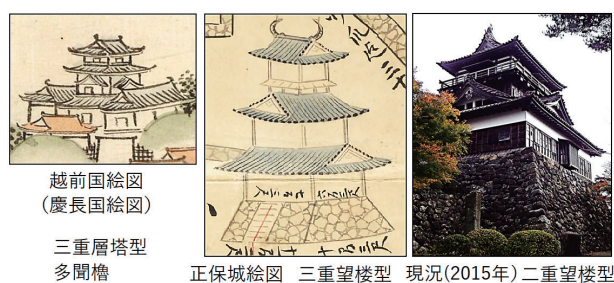 越前国絵図
(慶長国絵図)
三重層塔型
多聞櫓
正保城絵図 三重望楼型
現況(2015年)二重望楼型